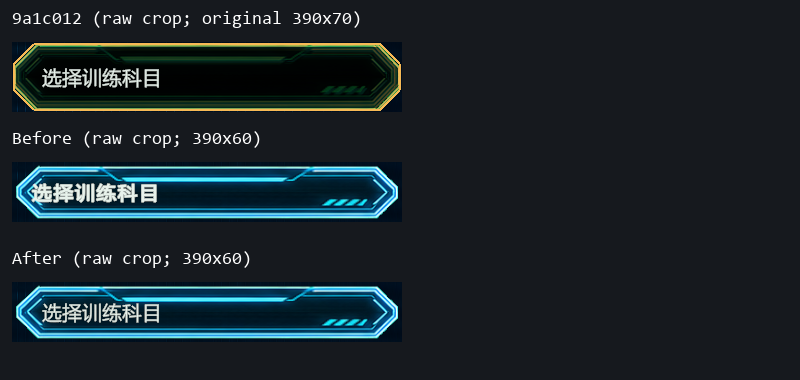 9a1c012 (raw crop; original 390x70)
选择训练科目
Before (raw crop; 390x60)
选择训练科目
After (raw crop; 390x60)
选择训练科目